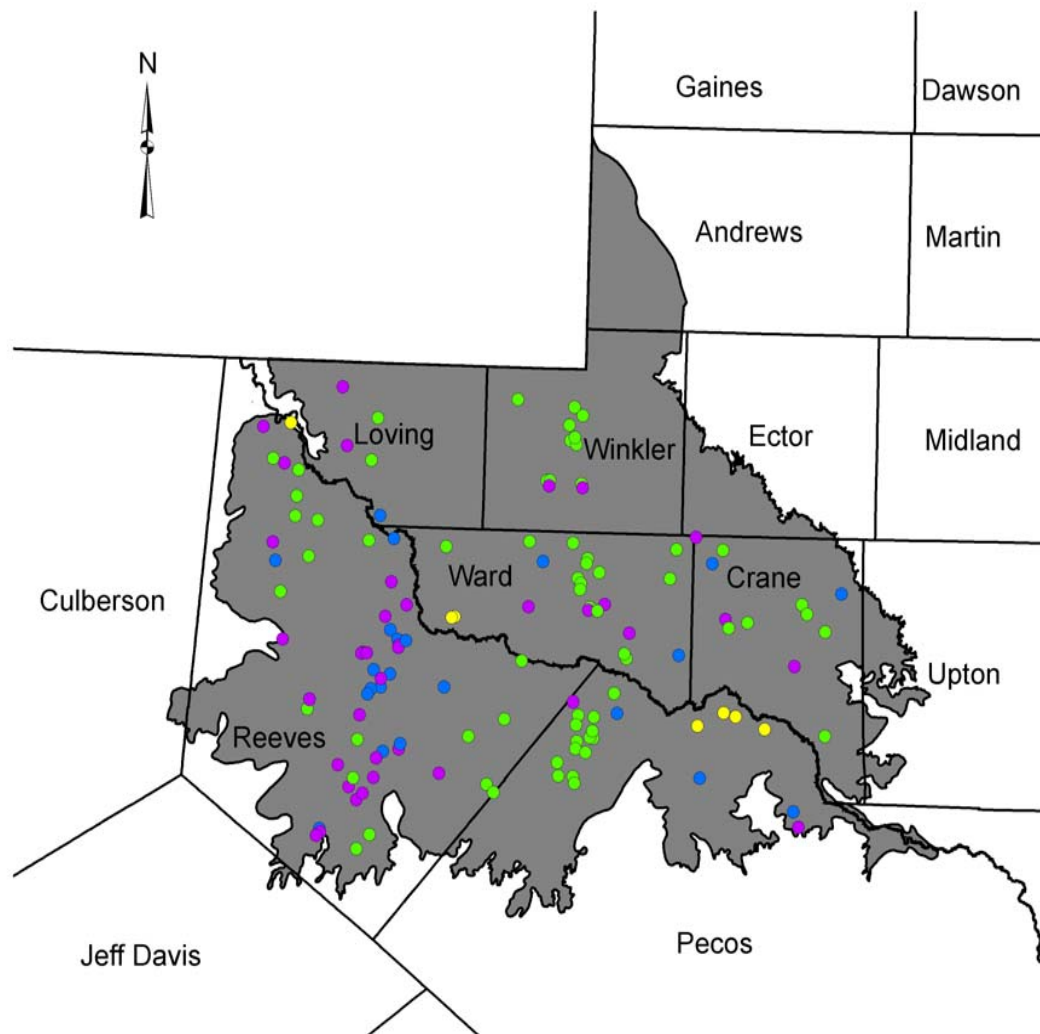 N
Gaines
Dawson
Andrews
Martin
Loving
Winkler
Ector
Midland
Culberson
Ward
Crane
Upton
Reeves
Jeff Davis
Pecos